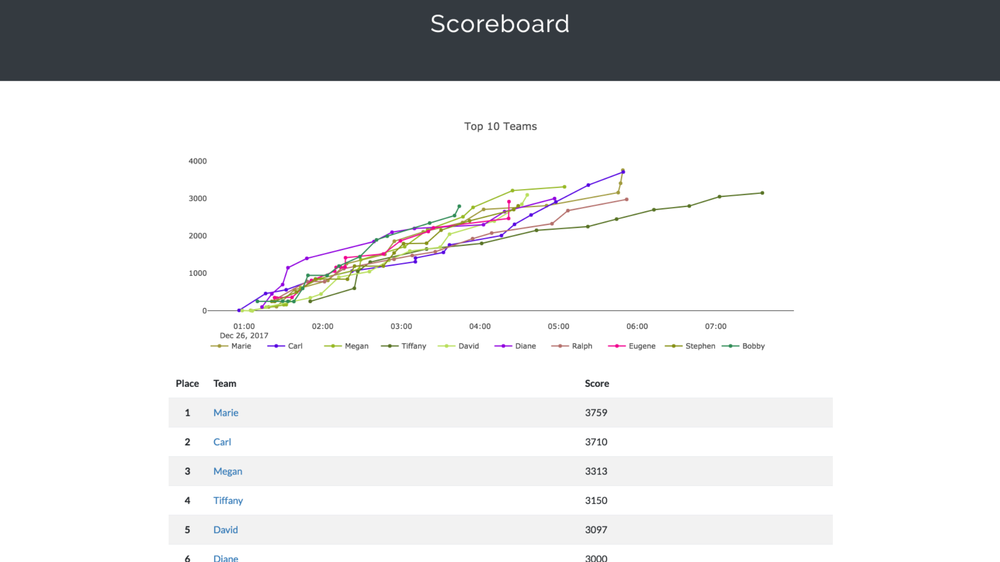 Scoreboard
Top 10 Teams
4000
3000
2000
1000
0
01:00 02:00 03:00 04:00 05:00 06:00 07:00
Dec 26, 2017
Marie Carl Megan Tiffany David Diane Ralph Eugene Stephen Bobby
Place Team Score
1 Marie 3759
2 Carl 3710
3 Megan 3313
4 Tiffany 3150
5 David 3097
6 Diane 3000